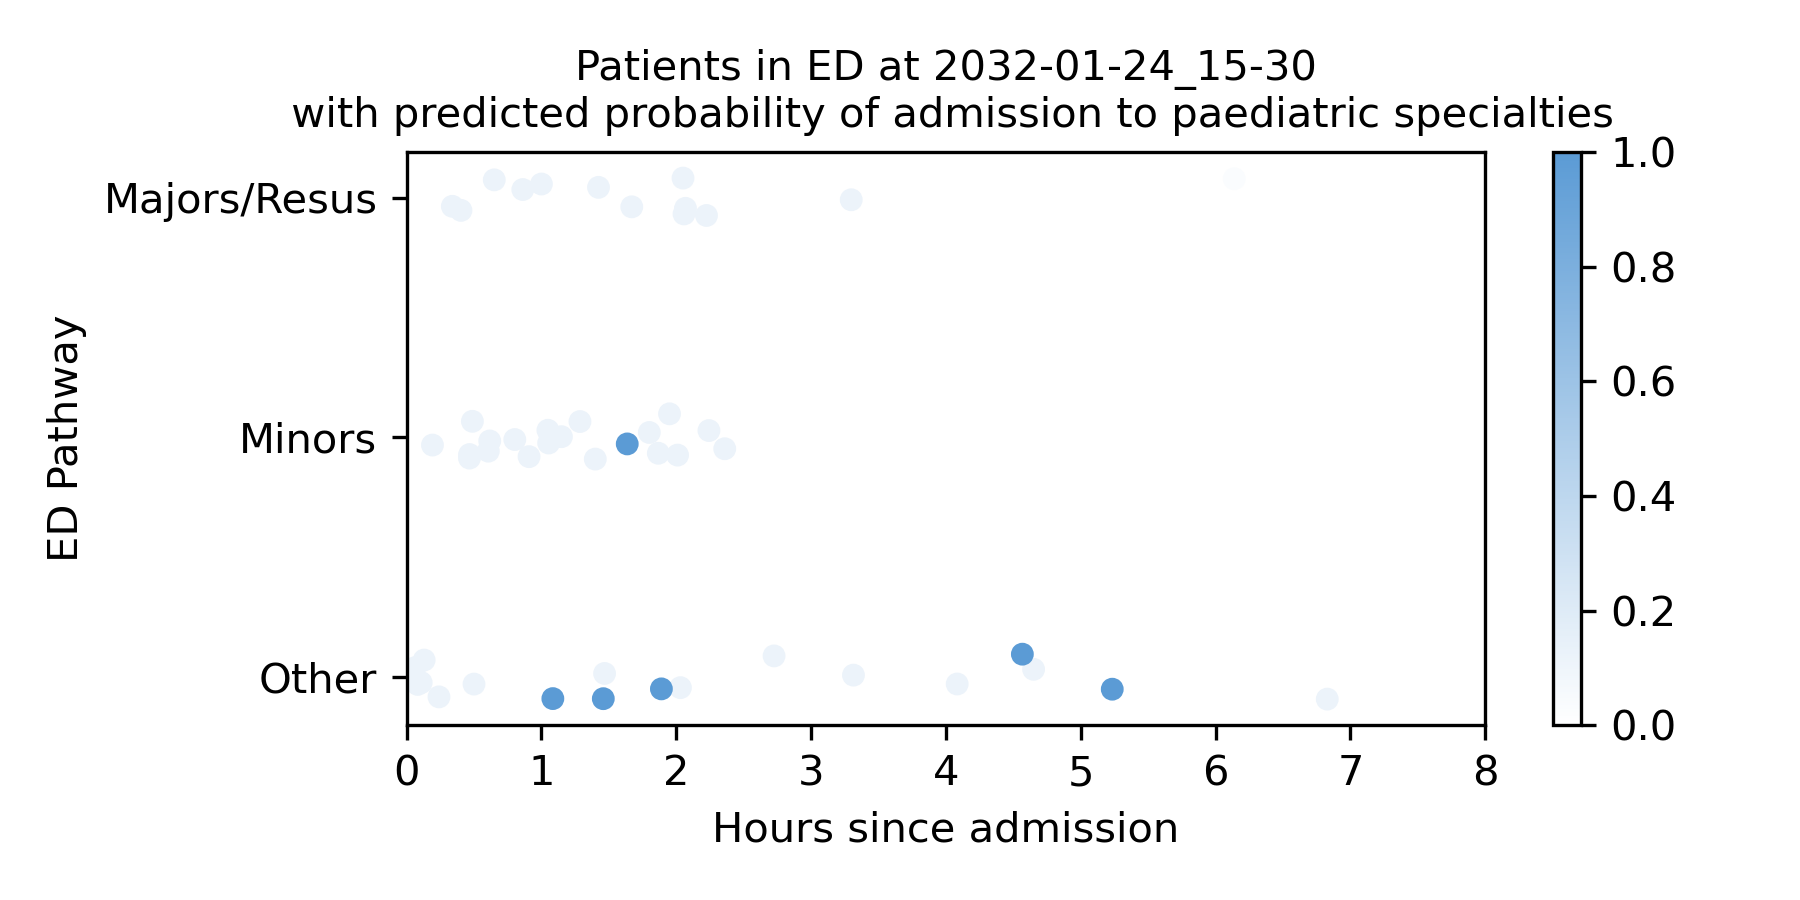 Patients in ED at 2032-01-24_15-30
with predicted probability of admission to paediatric specialties
ED Pathway
Majors/Resus
Minors
Other
0 1 2 3 4 5 6 7 8
Hours since admission
1.0
0.8
0.6
0.4
0.2
0.0